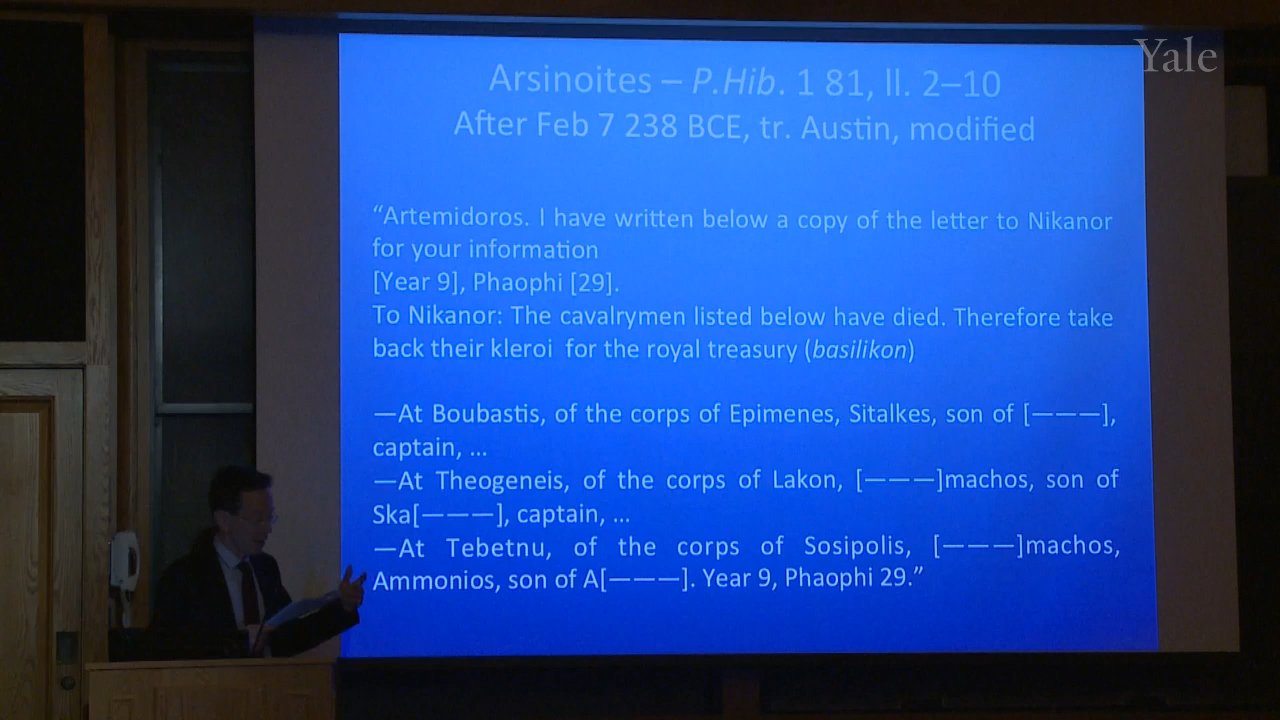 Yale
Arsinoites – P.Hib. 1 81, ll. 2–10
After Feb 7 238 BCE, tr. Austin, modified
“Artemidoros. I have written below a copy of the letter to Nikanor
for your information
[Year 9], Phaophi [29].
To Nikanor: The cavalrymen listed below have died. Therefore take
back their kleroi for the royal treasury (basilikon)
—At Boubastis, of the corps of Epimenes, Sitalkes, son of [———],
captain, ...
—At Theogeneis, of the corps of Lakon, [———]machos, son of
Ska[———], captain, ...
—At Tebetnu, of the corps of Sosipolis, [———]machos,
Ammonios, son of A[———]. Year 9, Phaophi 29.”